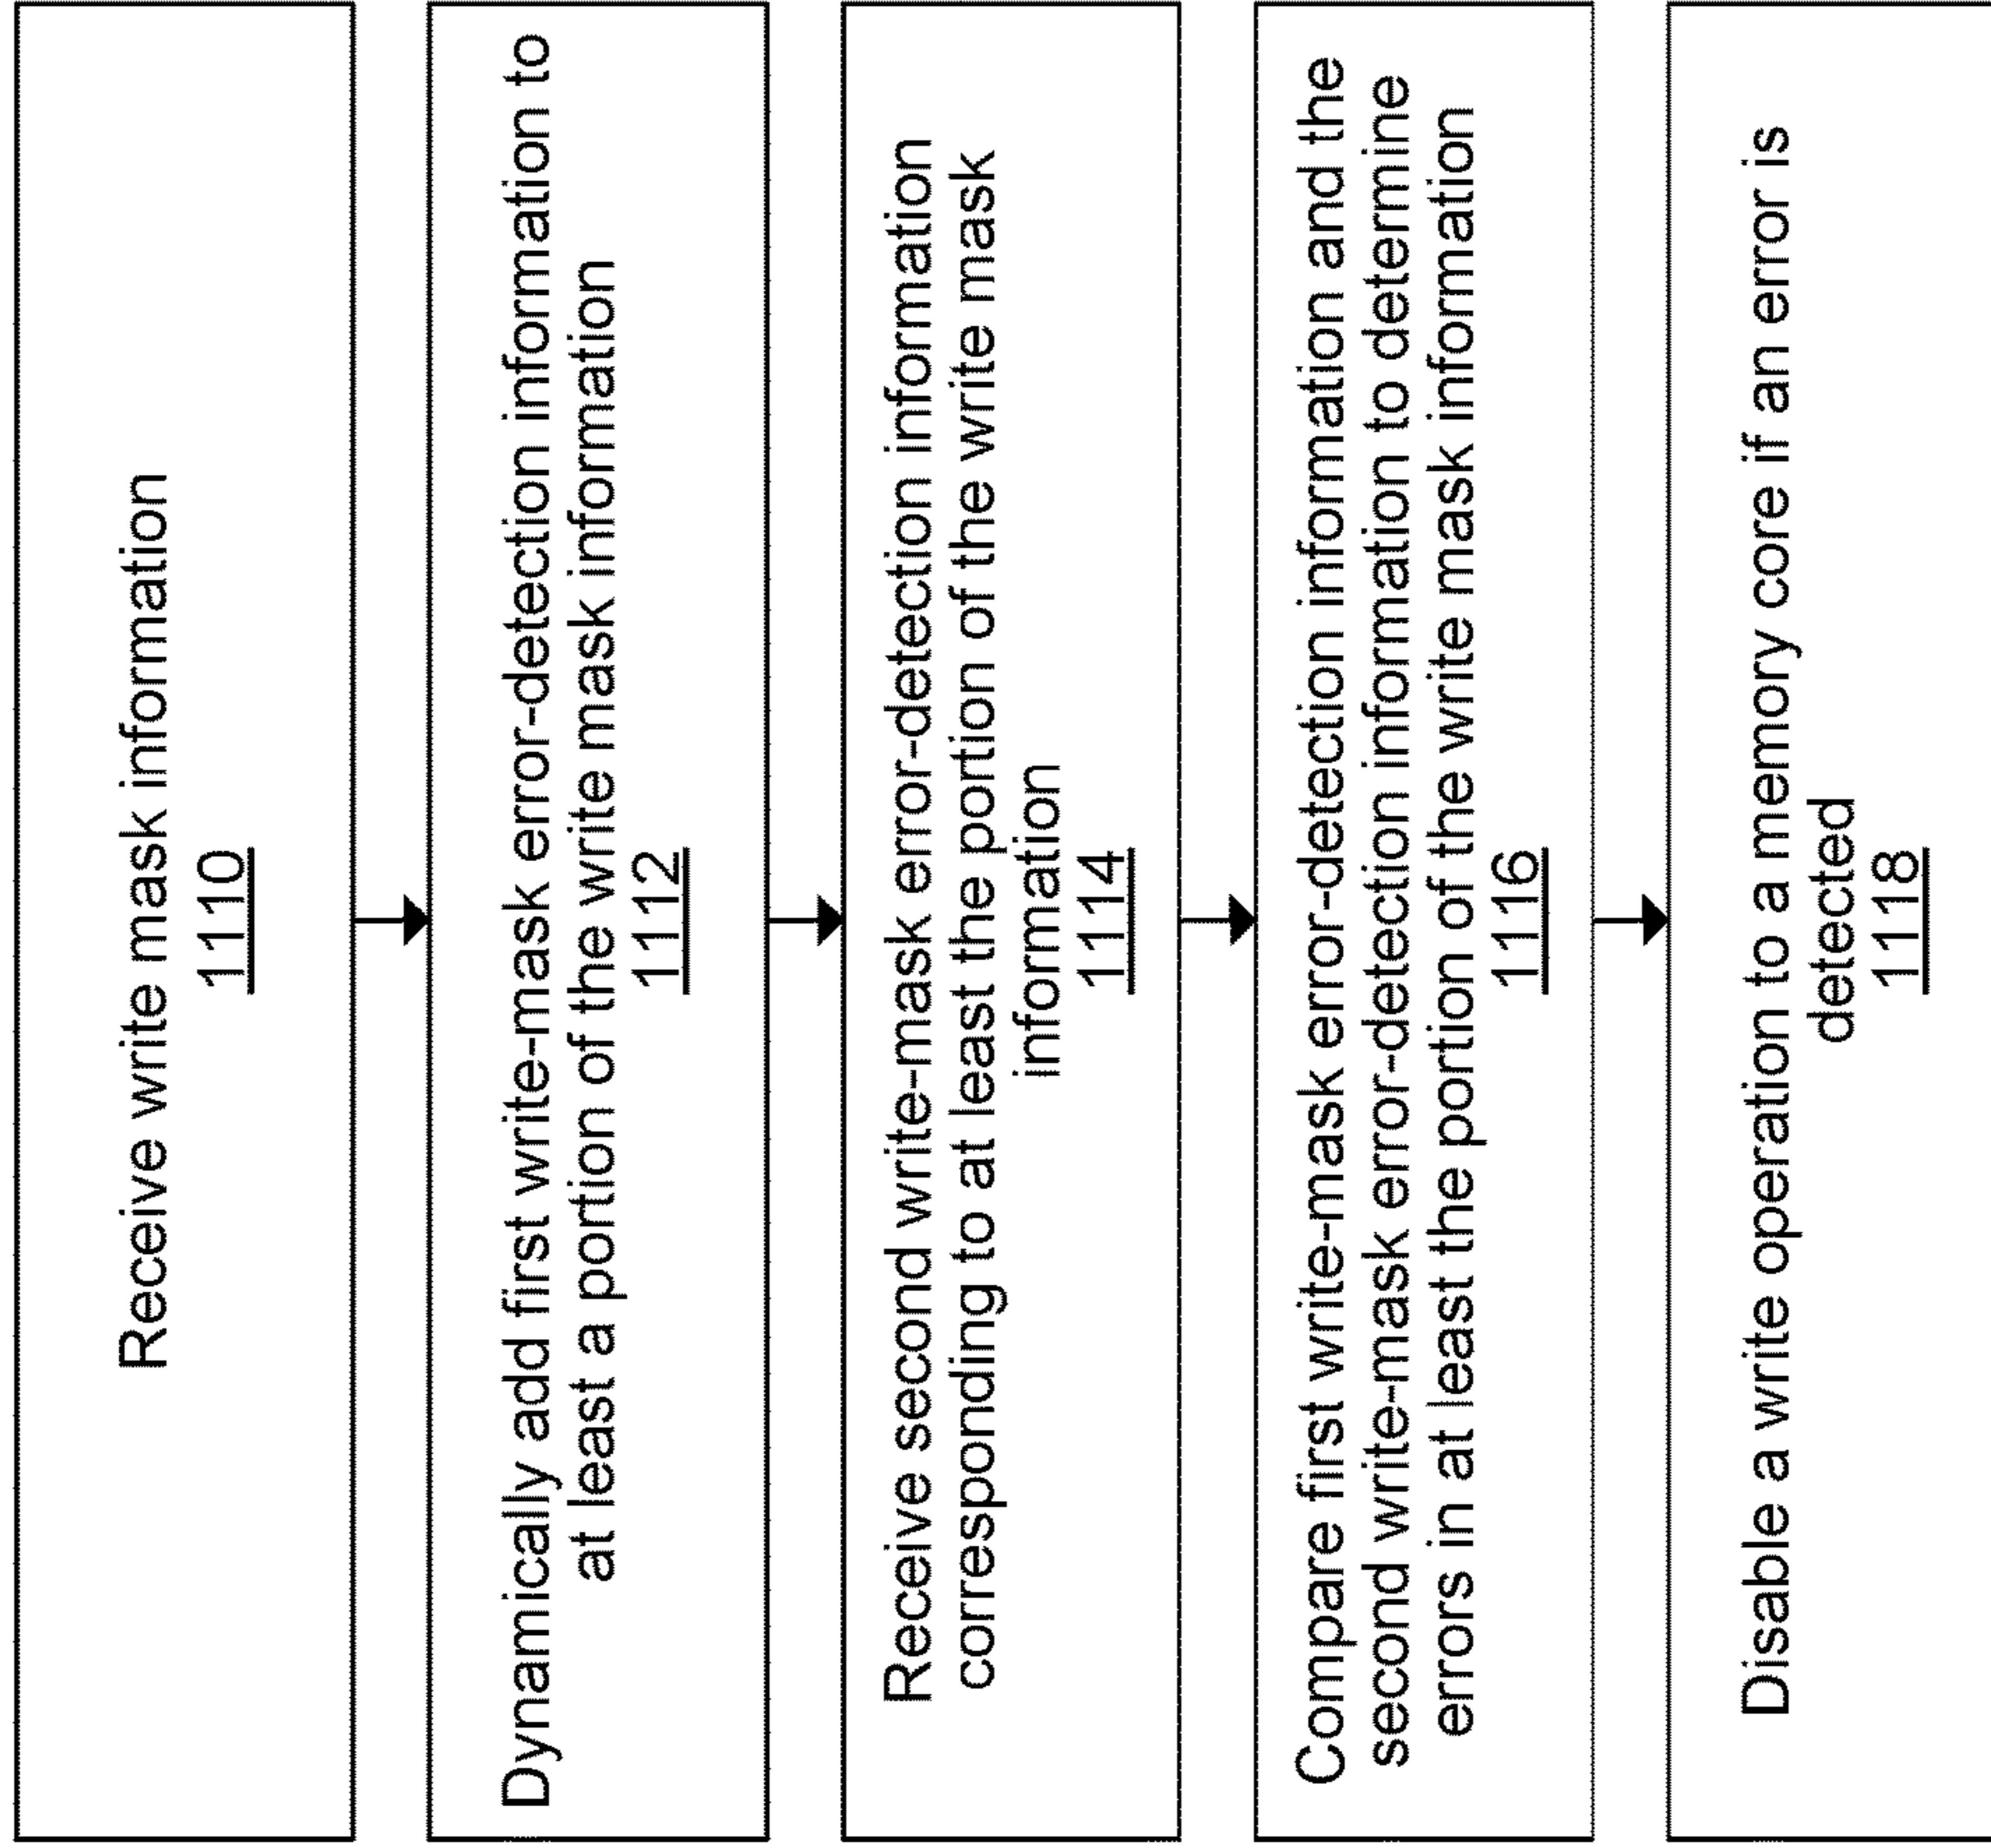 Receive write mask information
1110
Dynamically add first write-mask error-detection information to
at least a portion of the write mask information
1112
Receive second write-mask error-detection information
corresponding to at least the portion of the write mask
information
1114
Compare first write-mask error-detection information and the
second write-mask error-detection information to determine
errors in at least the portion of the write mask information
1116
Disable a write operation to a memory core if an error is
detected
1118